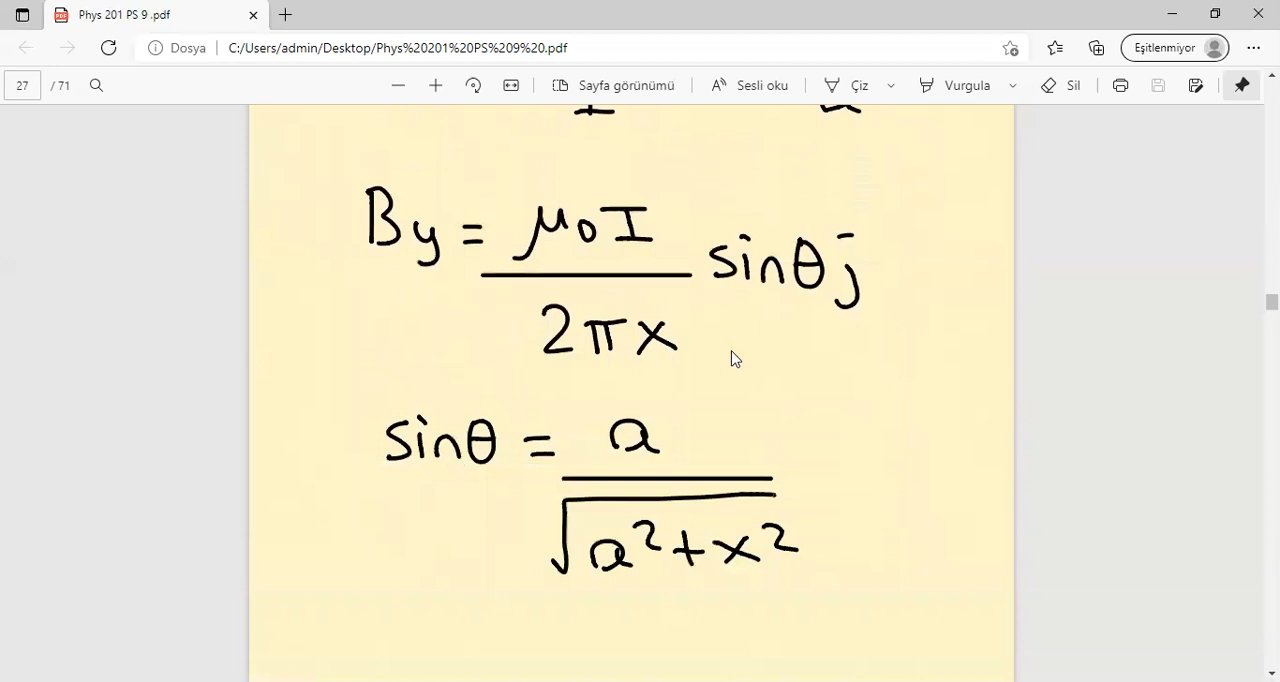 Phys 201 PS 9 .pdf
Dosya C:/Users/admin/Desktop/Phys%20201%20PS%209%20.pdf Eşitlenmiyor
27 / 71 Sayfa görünümü Sesli oku Çiz Vurgula Sil
By = μ0I / 2πx sinθ j
sinθ = a / √a²+x²